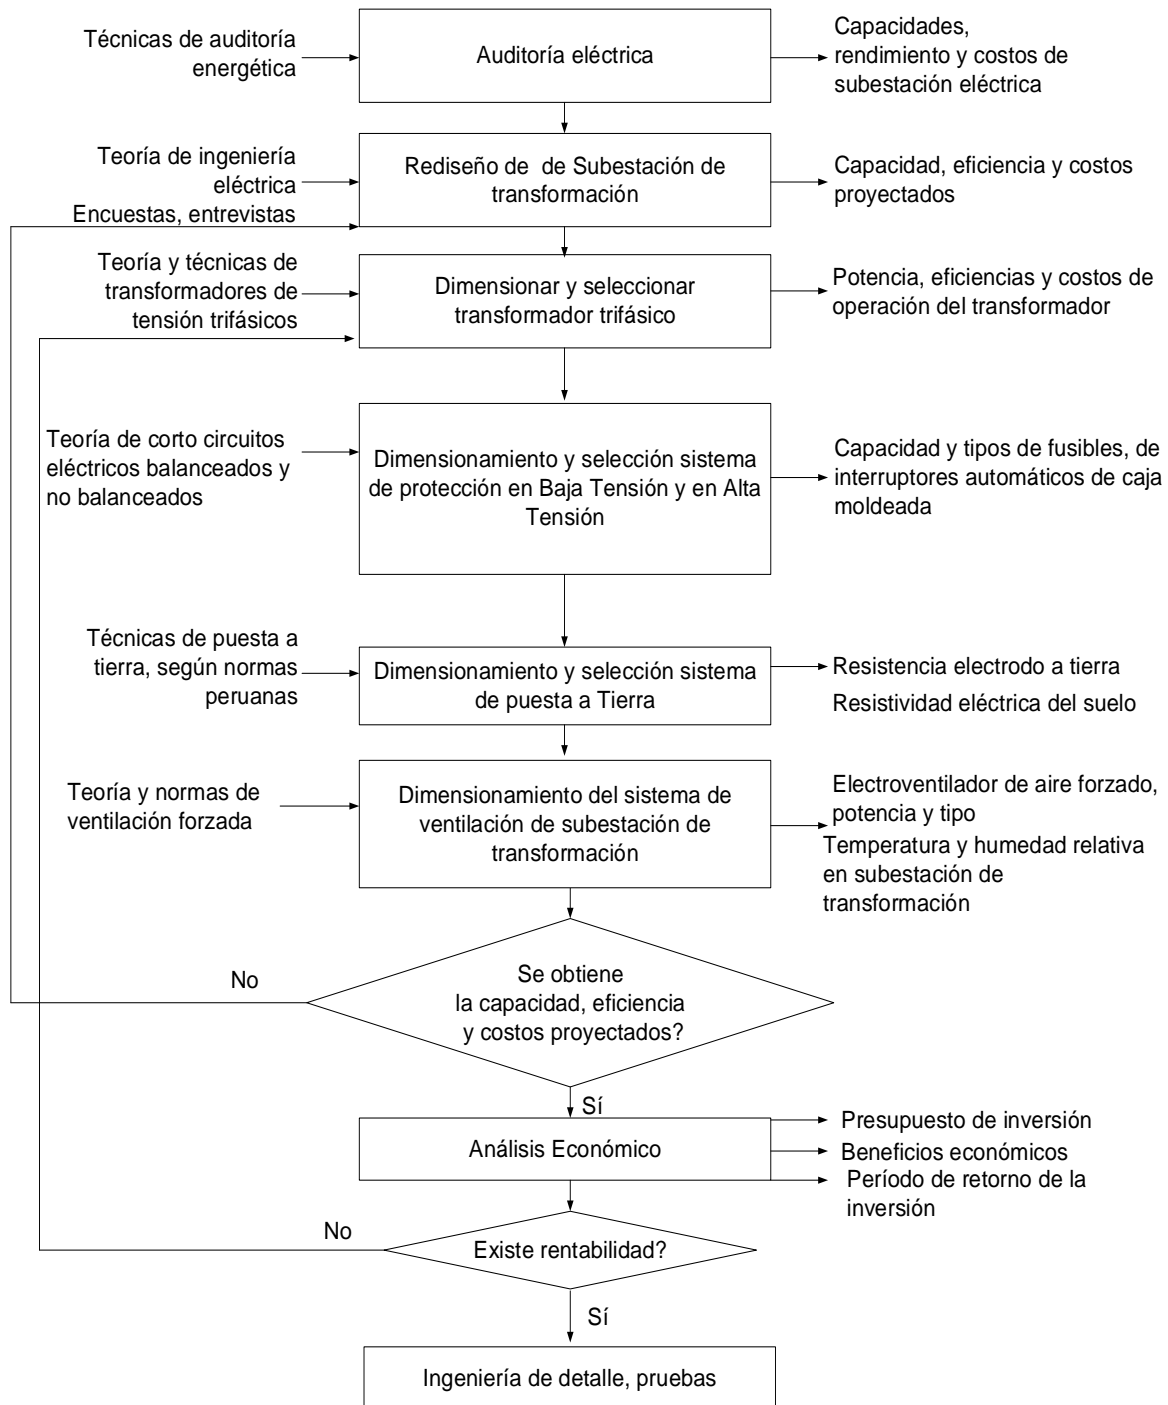 Técnicas de auditoría
energética
Auditoría eléctrica
Capacidades,
rendimiento y costos de
subestación eléctrica
Teoría de ingeniería
eléctrica
Encuestas, entrevistas
Rediseño de  de Subestación de
transformación
Capacidad, eficiencia y costos
proyectados
Teoría y técnicas de
transformadores de
tensión trifásicos
Dimensionar y seleccionar
transformador trifásico
Potencia, eficiencias y costos de
operación del transformador
Teoría de corto circuitos
eléctricos balanceados y
no balanceados
Dimensionamiento y selección sistema
de protección en Baja Tensión y en Alta
Tensión
Capacidad y tipos de fusibles, de
interruptores automáticos de caja
moldeada
Técnicas de puesta a
tierra, según normas
peruanas
Dimensionamiento y selección sistema
de puesta a Tierra
Resistencia electrodo a tierra
Resistividad eléctrica del suelo
Teoría y normas de
ventilación forzada
Dimensionamiento del sistema de
ventilación de subestación de
transformación
Electroventilador de aire forzado,
potencia y tipo
Temperatura y humedad relativa
en subestación de
transformación
No
Se obtiene
la capacidad, eficiencia
y costos proyectados?
Sí
Análisis Económico
Presupuesto de inversión
Beneficios económicos
Período de retorno de la
inversión
No
Existe rentabilidad?
Sí
Ingeniería de detalle, pruebas